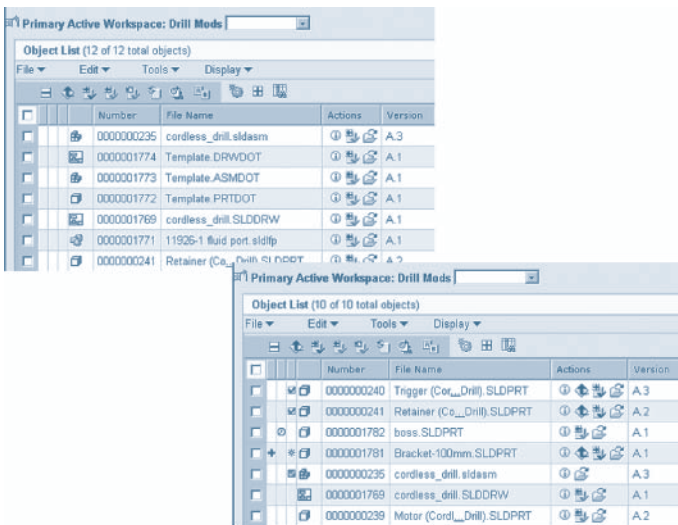 Primary Active Workspace: Drill Mods
Object List (12 of 12 total objects)
File Edit Tools Display
Number File Name Actions Version
0000000235 cordless_drill.sldasm A.3
0000001774 Template.DRWDOT A.1
0000001773 Template.ASMDOT A.1
0000001772 Template.PRTDOT A.1
0000001769 cordless_drill.SLDDRW A.1
0000001771 11926-1 fluid port.sldlfp A.1
0000000241 Retainer (Co__Drill).SLDPRT A.2
Primary Active Workspace: Drill Mods
Object List (10 of 10 total objects)
File Edit Tools Display
Number File Name Actions Version
0000000240 Trigger (Cor__Drill).SLDPRT A.3
0000000241 Retainer (Co__Drill).SLDPRT A.2
0000001782 boss.SLDPRT A.1
0000001781 Bracket-100mm.SLDPRT A.1
0000000235 cordless_drill.sldasm A.3
0000001769 cordless_drill.SLDDRW A.1
0000000239 Motor (Cordl__Drill).SLDPRT A.2